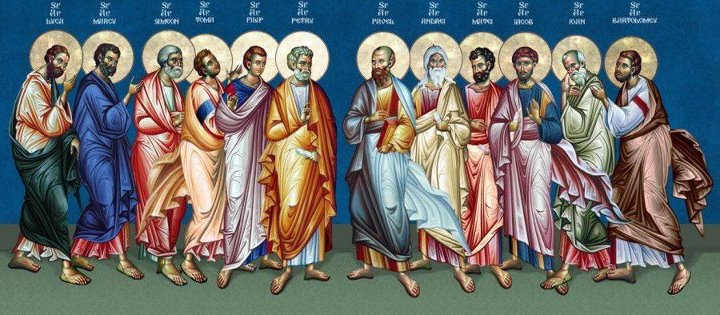 SF
AP
LUCA
SF
AP
MARCU
SF
AP
SIMEON
SF
AP
TOMA
SF
AP
FILIP
SF
AP
PETRU
SF
AP
PAVEL
SF
AP
ANDREI
SF
AP
MATEI
SF
AP
IACOB
SF
AP
IOAN
SF
AP
BARTOLOMEU